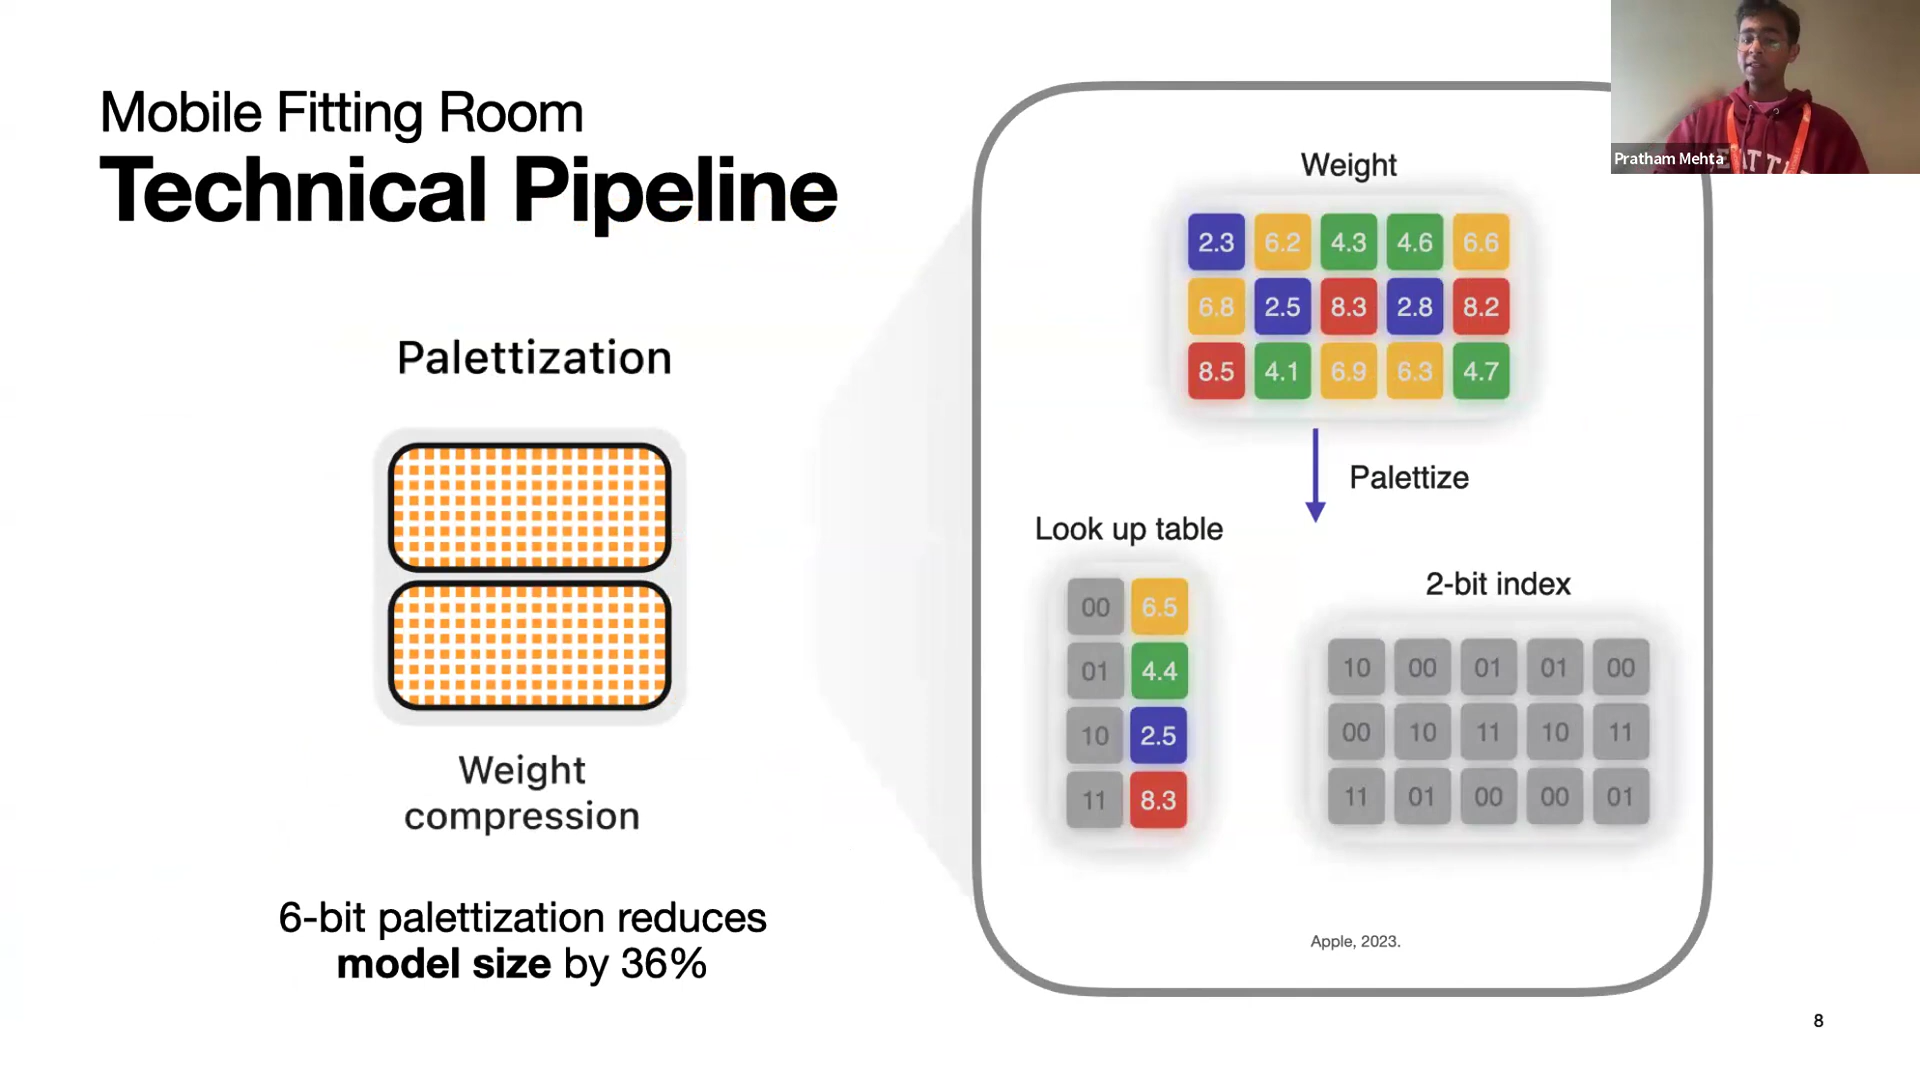 Mobile Fitting Room
Technical Pipeline
Palettization
Weight
compression
6-bit palettization reduces
model size by 36%
Weight
2.3 6.2 4.3 4.6 6.6
6.8 2.5 8.3 2.8 8.2
8.5 4.1 6.9 6.3 4.7
Palettize
Look up table
00 6.5
01 4.4
10 2.5
11 8.3
2-bit index
10 00 01 01 00
00 10 11 10 11
11 01 00 00 01
Apple, 2023.
8
Pratham Mehta